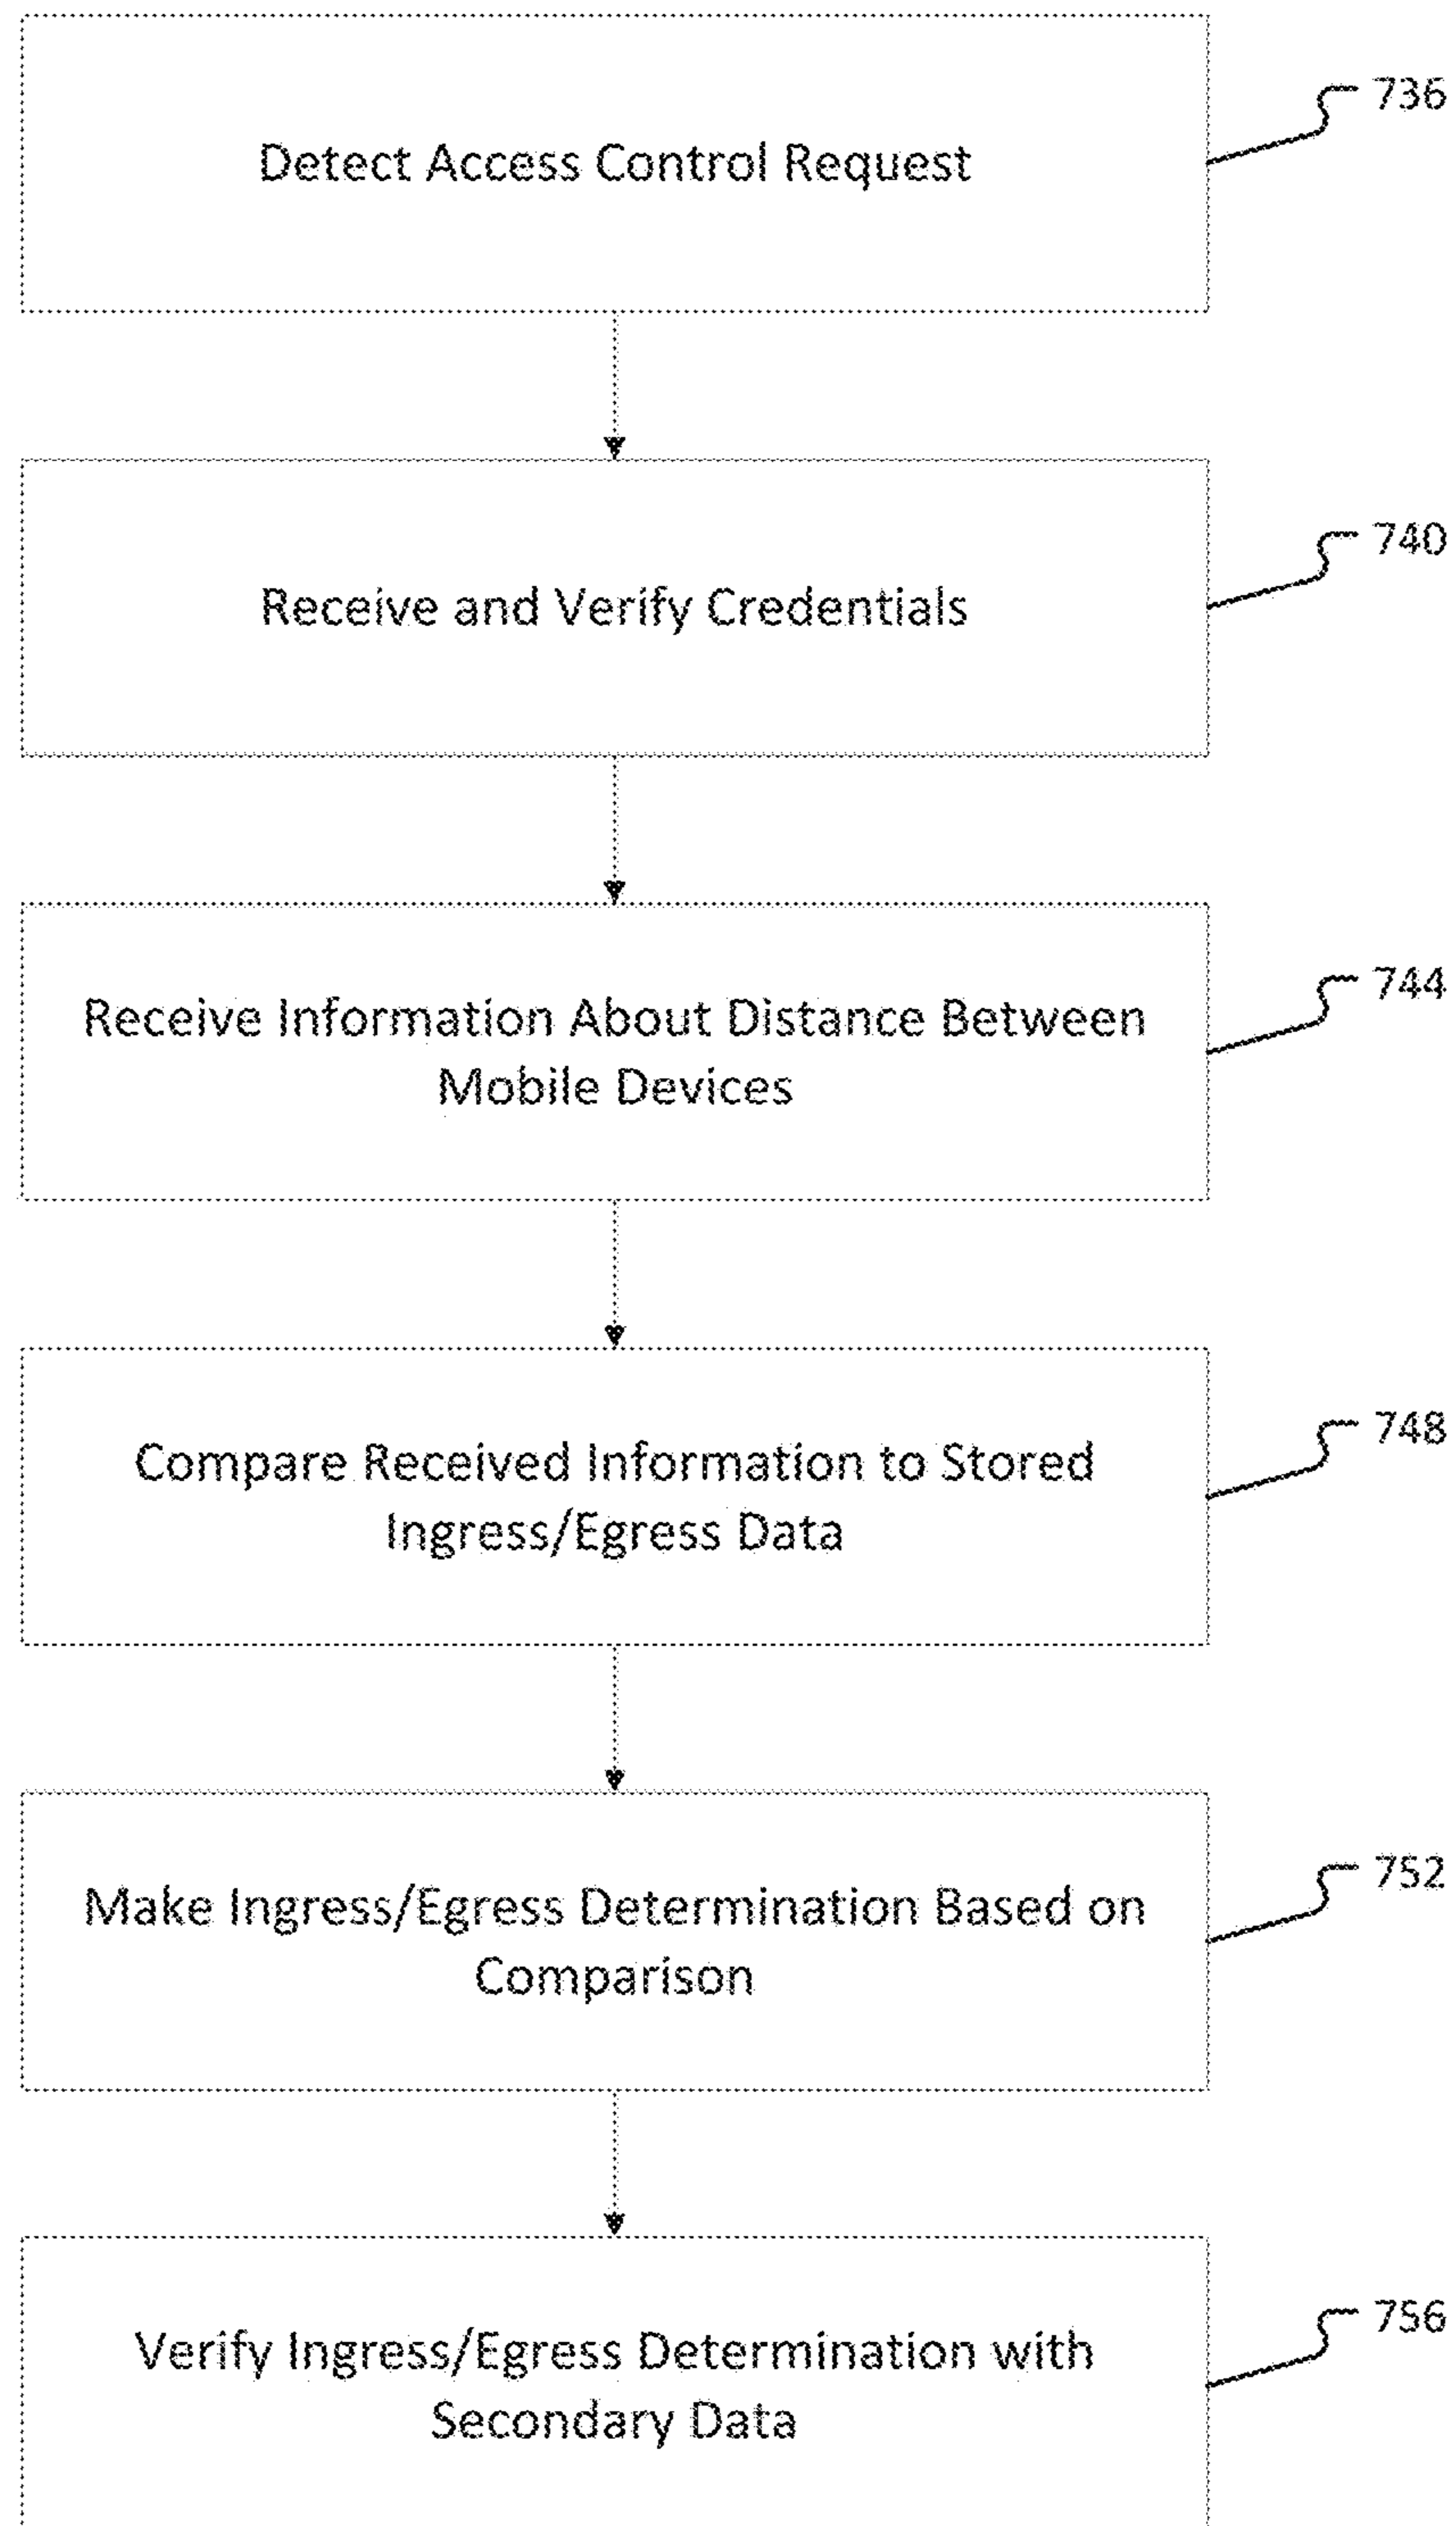 Detect Access Control Request
736
Receive and Verify Credentials
740
Receive Information About Distance Between
Mobile Devices
744
Compare Received Information to Stored
Ingress/Egress Data
748
Make Ingress/Egress Determination Based on
Comparison
752
Verify Ingress/Egress Determination with
Secondary Data
756